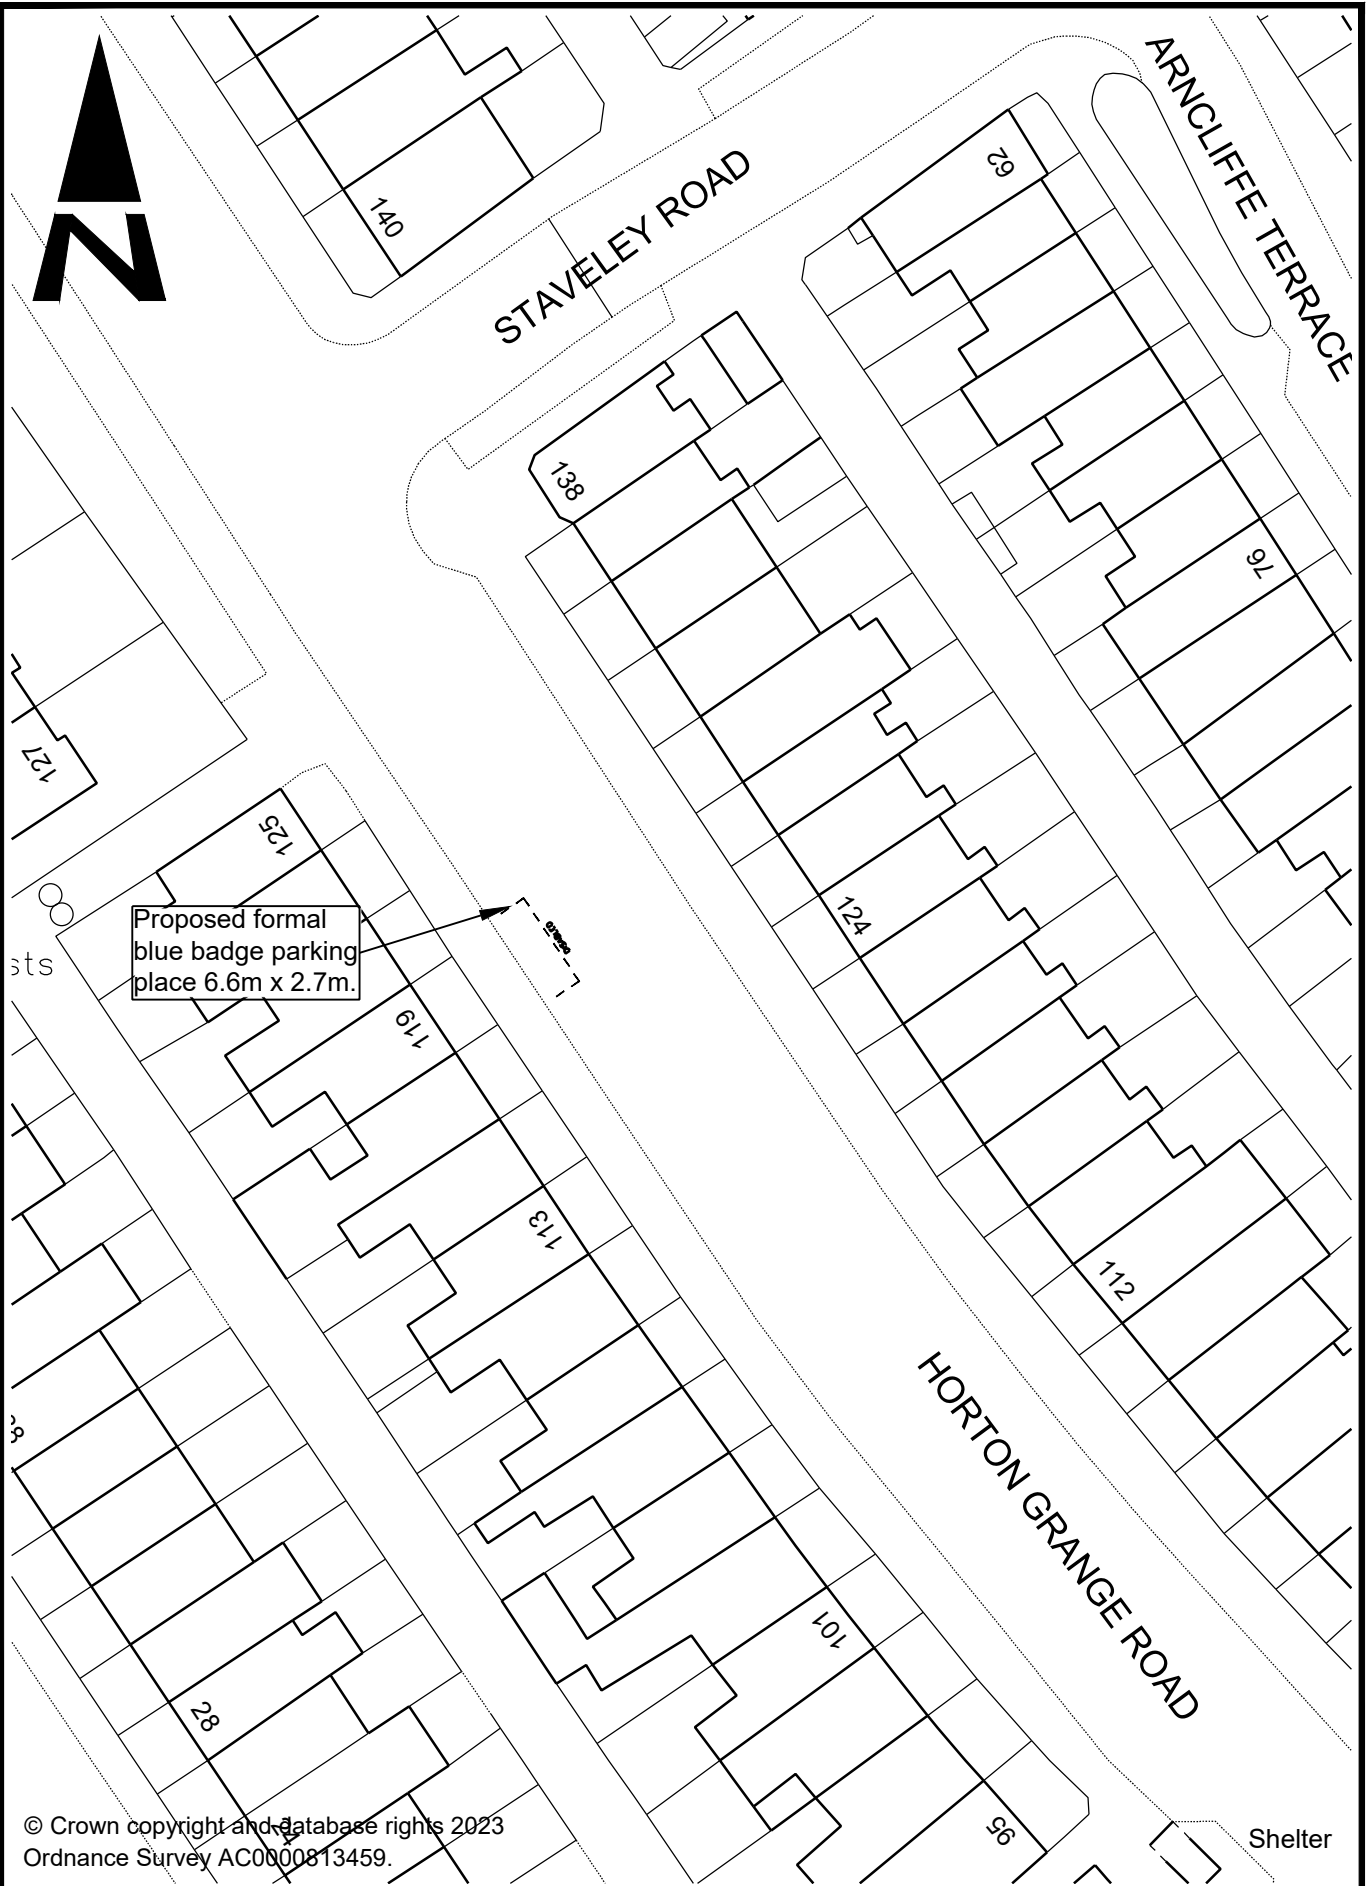 N
ARNCLIFFE TERRACE
STAVELEY ROAD
62
140
138
76
127
125
124
Proposed formal
blue badge parking
place 6.6m x 2.7m.
DISABLED
sts
119
113
112
HORTON GRANGE ROAD
101
28
24
95
Shelter
© Crown copyright and database rights 2023
Ordnance Survey AC0000813459.